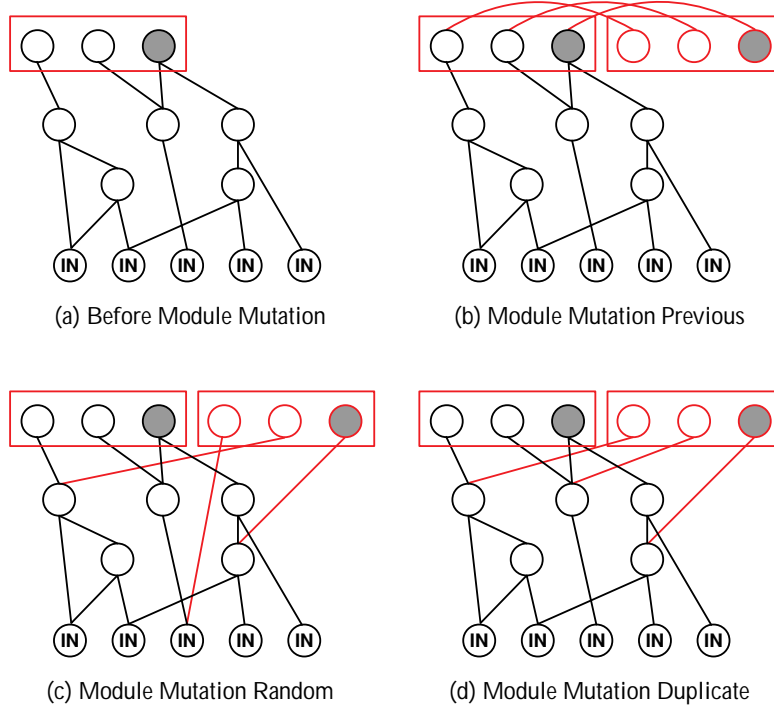 IN IN IN IN IN
(a) Before Module Mutation
IN IN IN IN IN
(b) Module Mutation Previous
IN IN IN IN IN
(c) Module Mutation Random
IN IN IN IN IN
(d) Module Mutation Duplicate